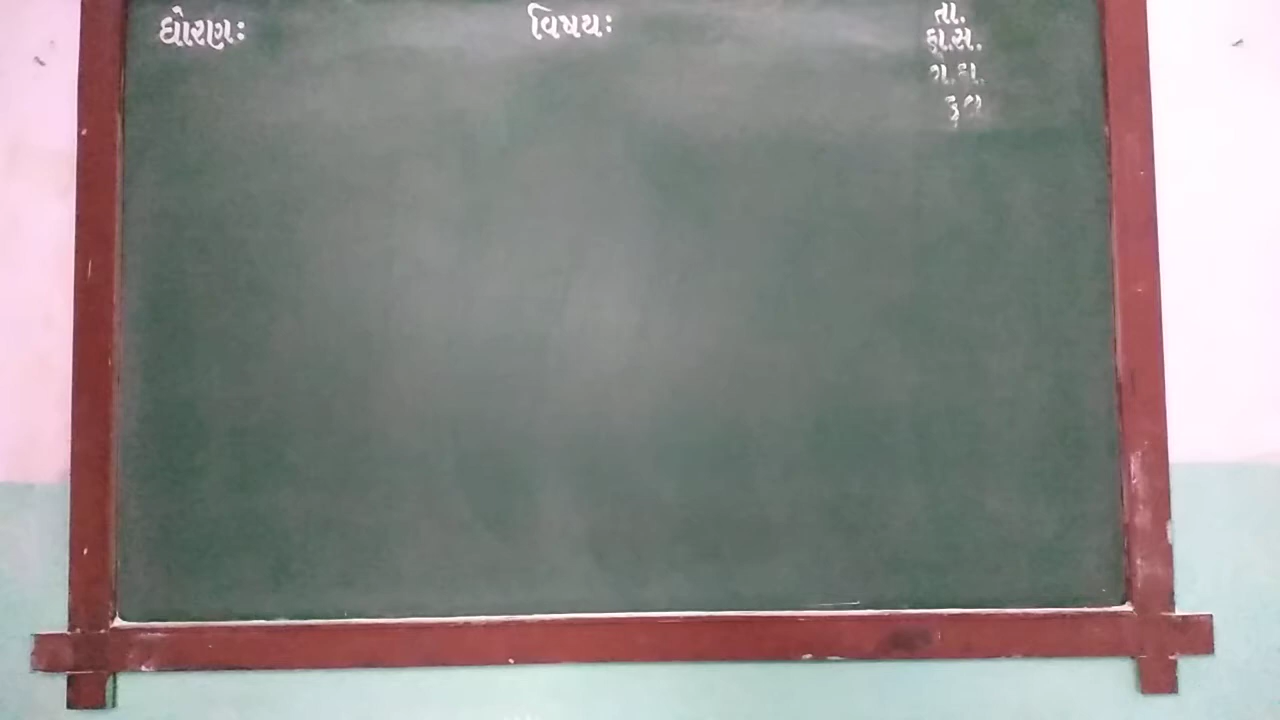 ધોરણઃ
વિષયઃ
તા.
હા.સ.
ગે.હા.
કુલ